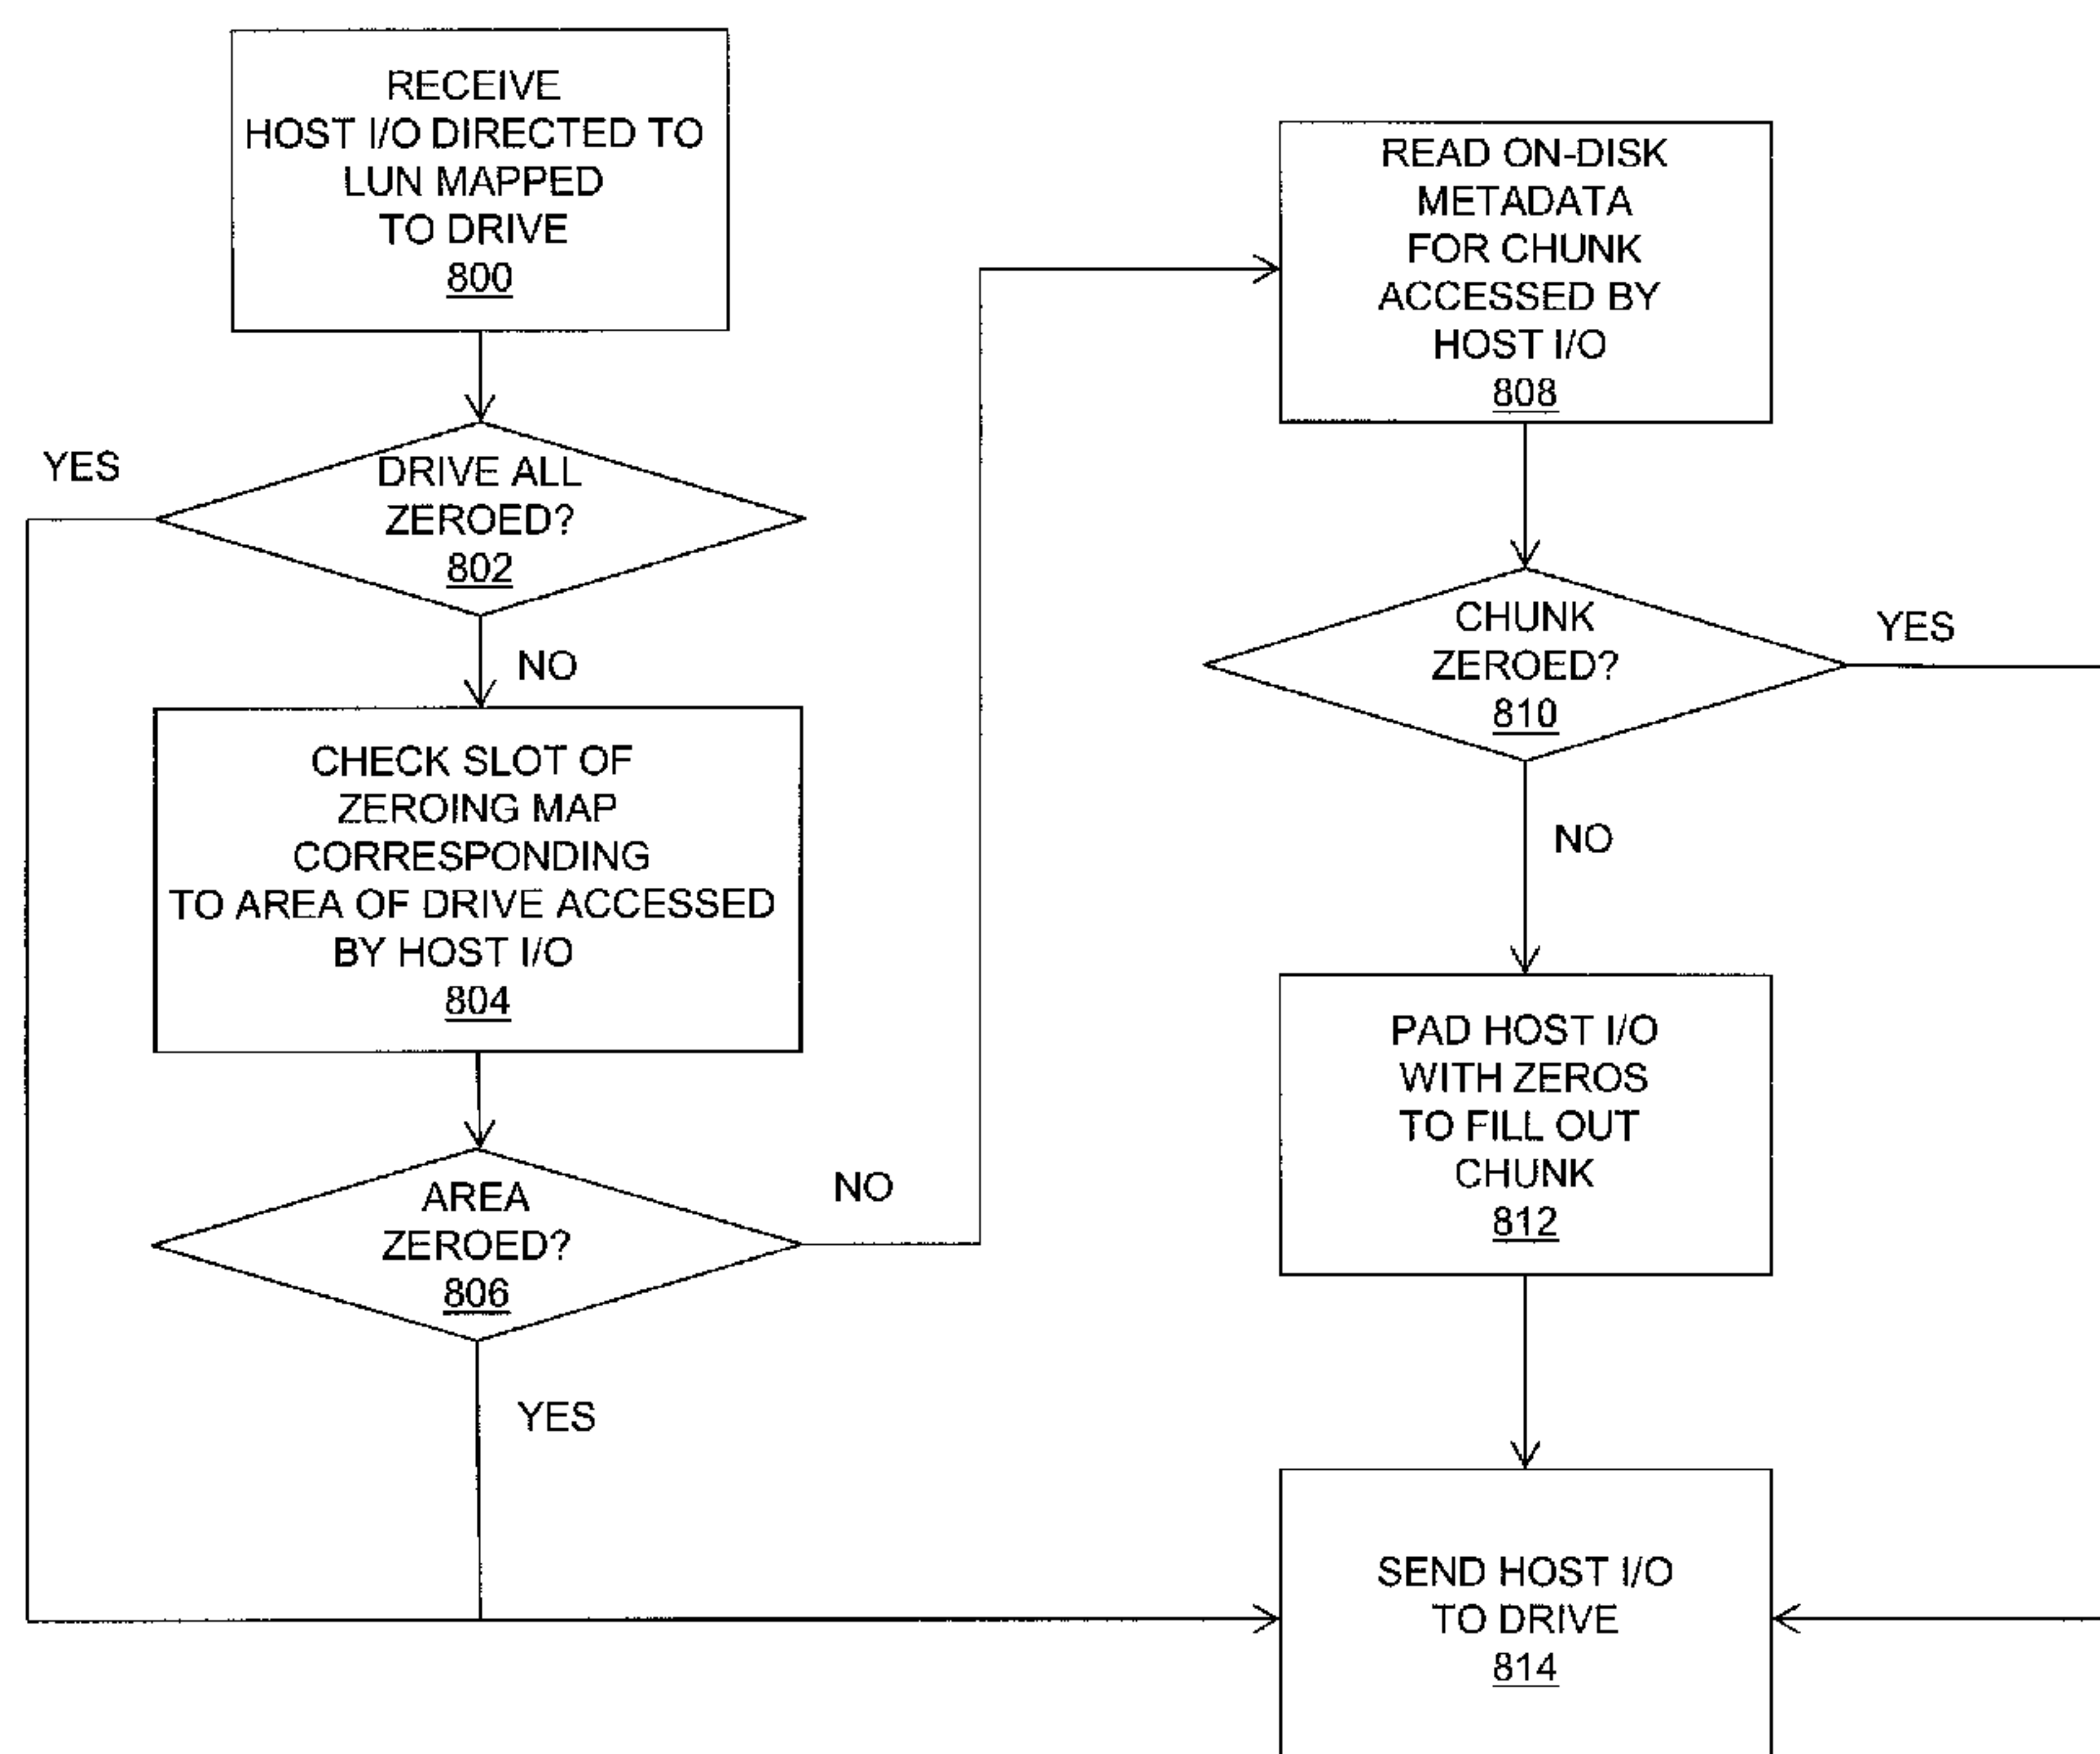 RECEIVE
HOST I/O DIRECTED TO
LUN MAPPED
TO DRIVE
800
YES
DRIVE ALL
ZEROED?
802
NO
CHECK SLOT OF
ZEROING MAP
CORRESPONDING
TO AREA OF DRIVE ACCESSED
BY HOST I/O
804
AREA
ZEROED?
806
NO
YES
READ ON-DISK
METADATA
FOR CHUNK
ACCESSED BY
HOST I/O
808
CHUNK
ZEROED?
810
YES
NO
PAD HOST I/O
WITH ZEROS
TO FILL OUT
CHUNK
812
SEND HOST I/O
TO DRIVE
814